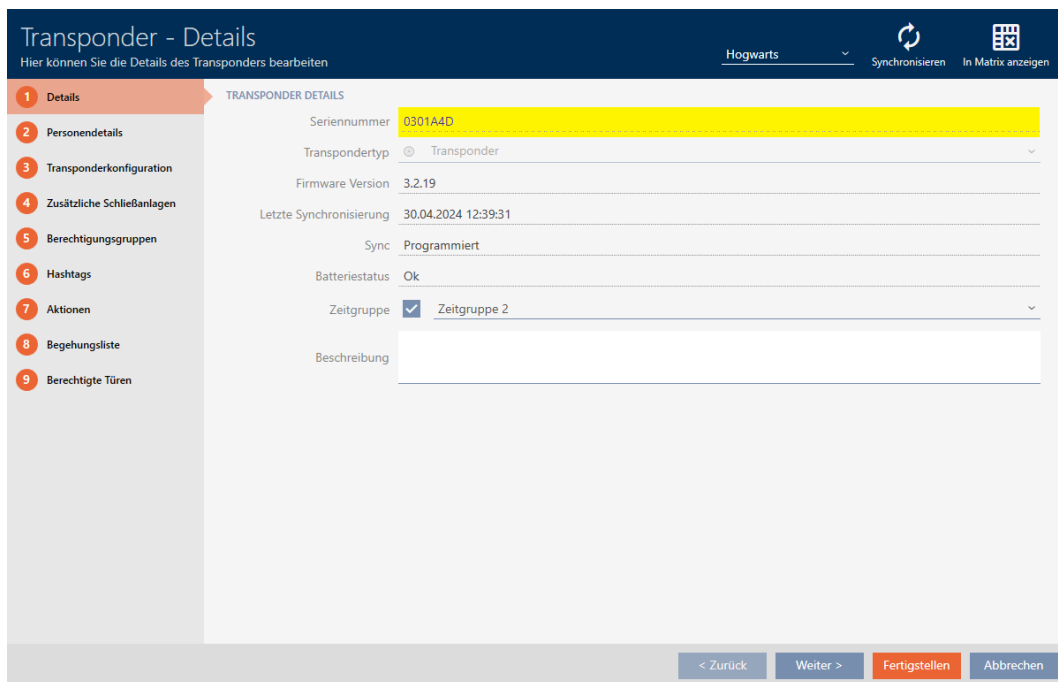 Transponder - Details
Hier können Sie die Details des Transponders bearbeiten
Hogwarts
Synchronisieren
In Matrix anzeigen
1 Details
2 Personendetails
3 Transponderkonfiguration
4 Zusätzliche Schließanlagen
5 Berechtigungsgruppen
6 Hashtags
7 Aktionen
8 Begehungsliste
9 Berechtigte Türen
TRANSPONDER DETAILS
Seriennummer 0301A4D
Transpondertyp Transponder
Firmware Version 3.2.19
Letzte Synchronisierung 30.04.2024 12:39:31
Sync Programmiert
Batteriestatus Ok
Zeitgruppe Zeitgruppe 2
Beschreibung
< Zurück
Weiter >
Fertigstellen
Abbrechen